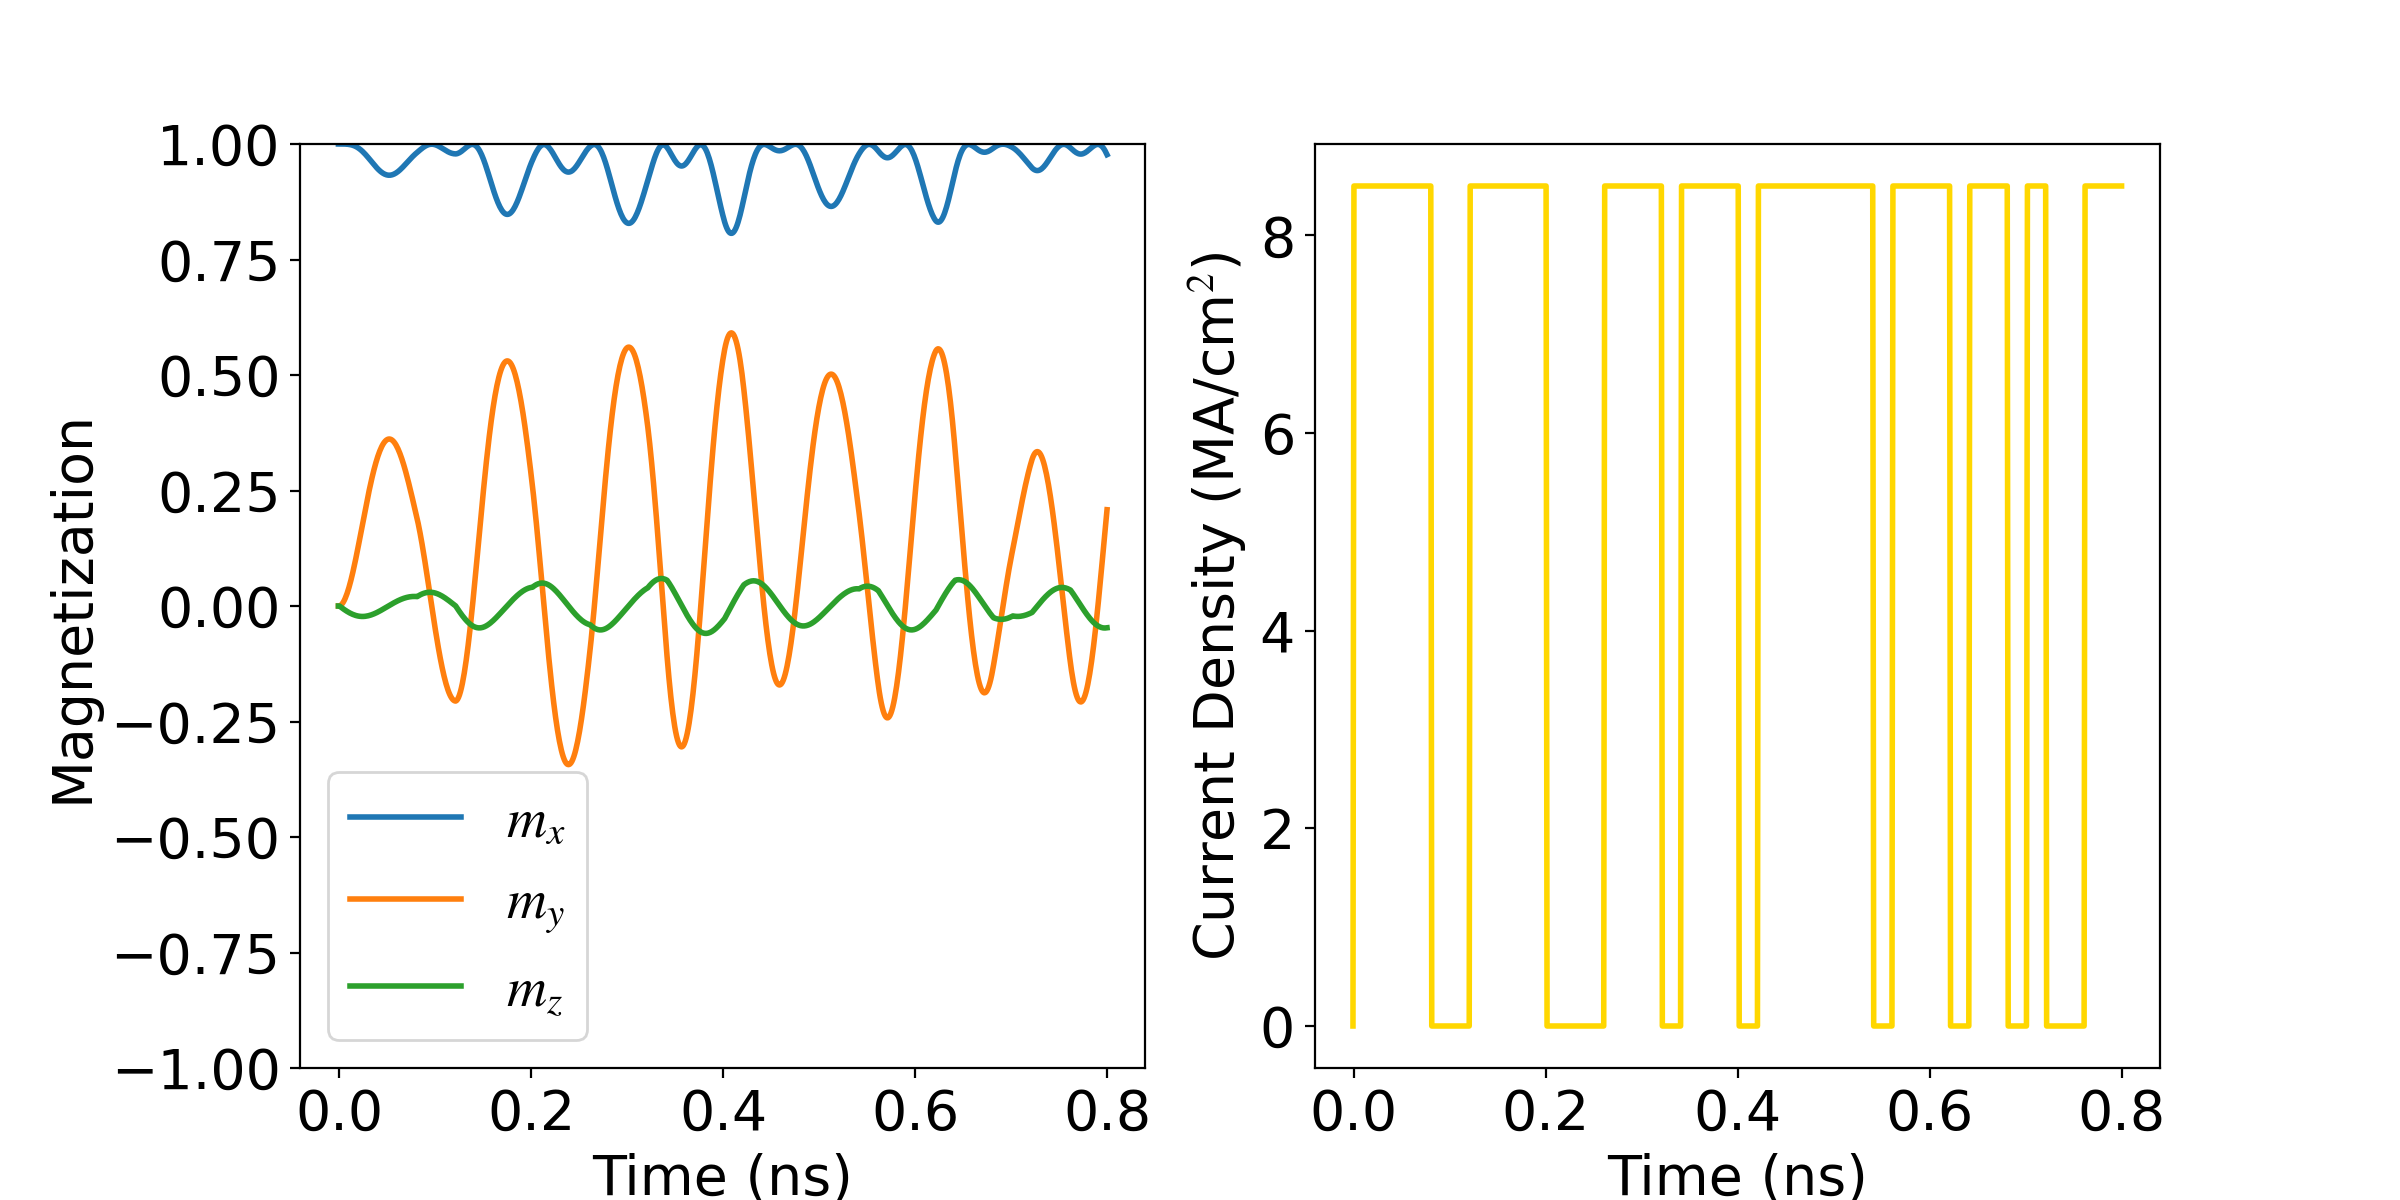 1.00
0.75
0.50
0.25
0.00
−0.25
−0.50
−0.75
−1.00
Magnetization
0.0 0.2 0.4 0.6 0.8
Time (ns)
m_x
m_y
m_z
8
6
4
2
0
Current Density (MA/cm²)
0.0 0.2 0.4 0.6 0.8
Time (ns)